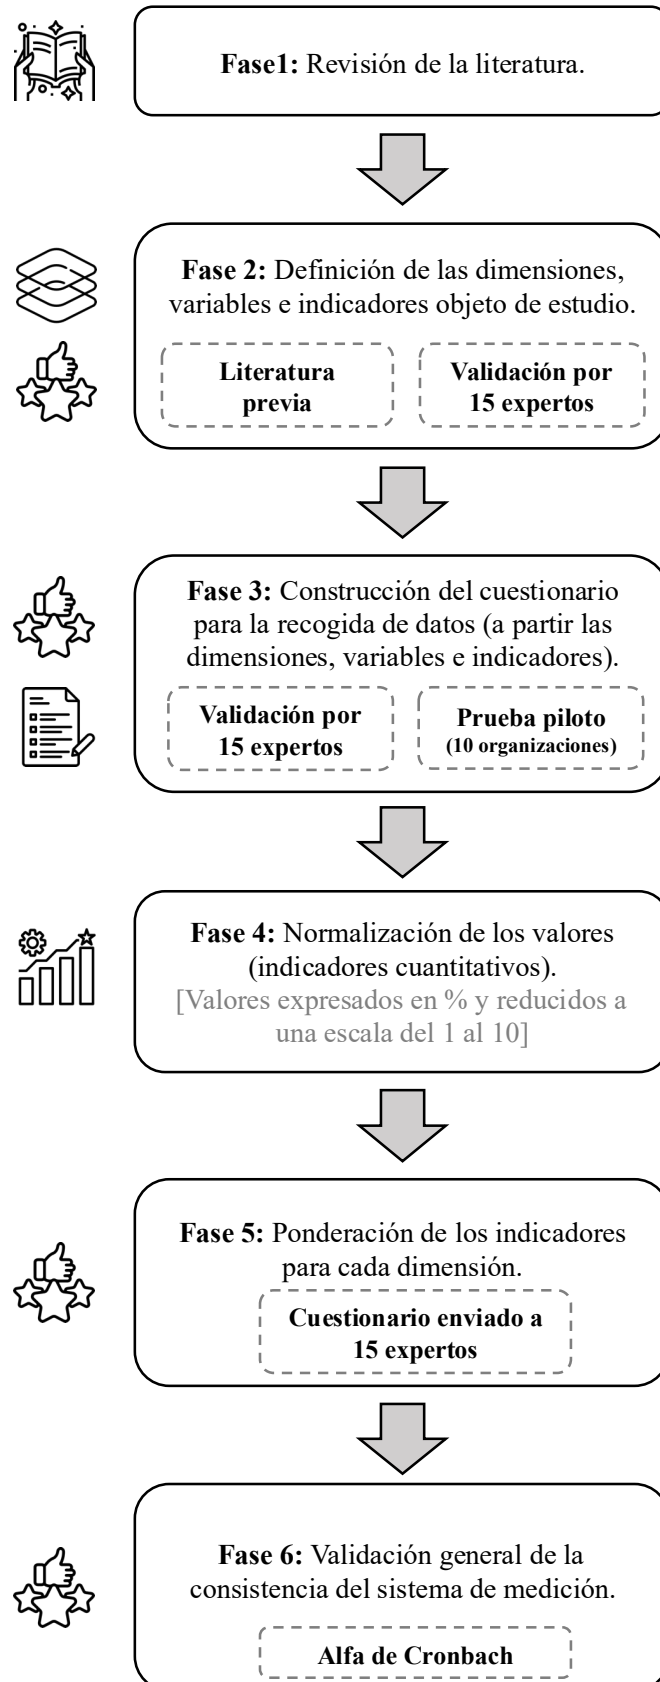 Fase1: Revisión de la literatura.
Fase 2: Definición de las dimensiones,
variables e indicadores objeto de estudio.
Literatura
previa
Validación por
15 expertos
Fase 3: Construcción del cuestionario
para la recogida de datos (a partir las
dimensiones, variables e indicadores).
Validación por
15 expertos
Prueba piloto
(10 organizaciones)
Fase 4: Normalización de los valores
(indicadores cuantitativos).
[Valores expresados en % y reducidos a
una escala del 1 al 10]
Fase 5: Ponderación de los indicadores
para cada dimensión.
Cuestionario enviado a
15 expertos
Fase 6: Validación general de la
consistencia del sistema de medición.
Alfa de Cronbach